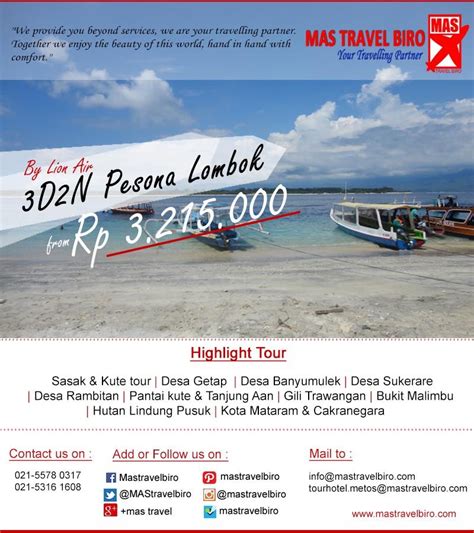 "We provide you beyond services, we are your travelling partner.
Together we enjoy the beauty of this world, hand in hand with
comfort."
MAS TRAVEL BIRO
Your Travelling Partner
MAS
TRAVEL BIRO
By Lion Air
3D2N Pesona Lombok
from Rp 3.215.000
Highlight Tour
Sasak & Kute tour | Desa Getap | Desa Banyumulek | Desa Sukerare
| Desa Rambitan | Pantai kute & Tanjung Aan | Gili Trawangan | Bukit Malimbu
| Hutan Lindung Pusuk | Kota Mataram & Cakranegara
Contact us on :
021-5578 0317
021-5316 1608
Add or Follow us on :
Mastravelbiro
@MAStravelbiro
+mas travel
mastravelbiro
@mastravelbiro
mastravelbiro
Mail to :
info@mastravelbiro.com
tourhotel.metos@mastravelbiro.com
www.mastravelbiro.com